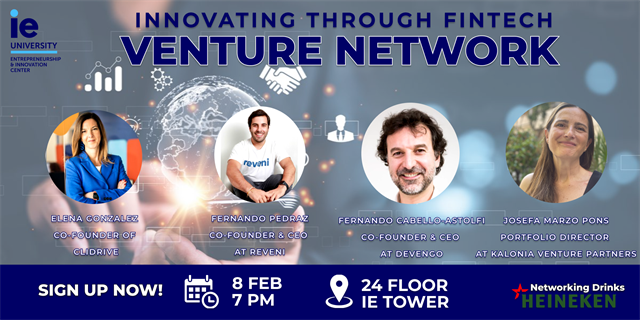 ie
UNIVERSITY
ENTREPRENEURSHIP
& INNOVATION
CENTER
INNOVATING THROUGH FINTECH
VENTURE NETWORK
reveni
ELENA GONZALEZ
CO-FOUNDER OF
CLIDRIVE
FERNANDO PEDRAZ
CO-FOUNDER & CEO
AT REVENI
FERNANDO CABELLO-ASTOLFI
CO-FOUNDER & CEO
AT DEVENGO
JOSEFA MARZO PONS
PORTFOLIO DIRECTOR
AT KALONIA VENTURE PARTNERS
SIGN UP NOW!
8 FEB
7 PM
24 FLOOR
IE TOWER
Networking Drinks
HEINEKEN